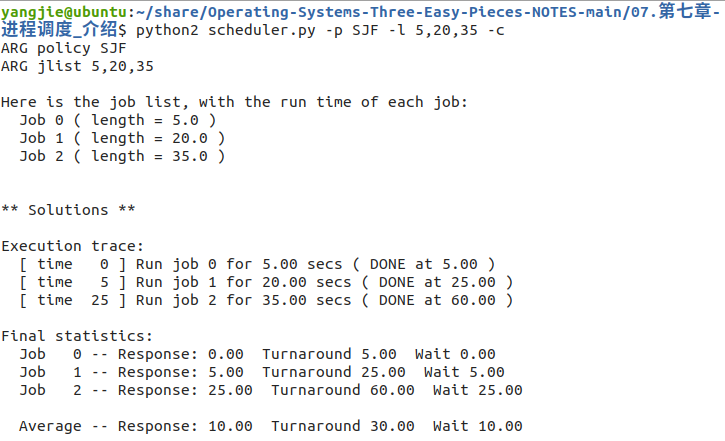 yangjie@ubuntu:~/share/Operating-Systems-Three-Easy-Pieces-NOTES-main/07.第七章-
进程调度_介绍$ python2 scheduler.py -p SJF -l 5,20,35 -c
ARG policy SJF
ARG jlist 5,20,35
Here is the job list, with the run time of each job:
  Job 0 ( length = 5.0 )
  Job 1 ( length = 20.0 )
  Job 2 ( length = 35.0 )
** Solutions **
Execution trace:
  [ time   0 ] Run job 0 for 5.00 secs ( DONE at 5.00 )
  [ time   5 ] Run job 1 for 20.00 secs ( DONE at 25.00 )
  [ time  25 ] Run job 2 for 35.00 secs ( DONE at 60.00 )
Final statistics:
  Job   0 -- Response: 0.00  Turnaround 5.00  Wait 0.00
  Job   1 -- Response: 5.00  Turnaround 25.00  Wait 5.00
  Job   2 -- Response: 25.00  Turnaround 60.00  Wait 25.00
  Average -- Response: 10.00  Turnaround 30.00  Wait 10.00